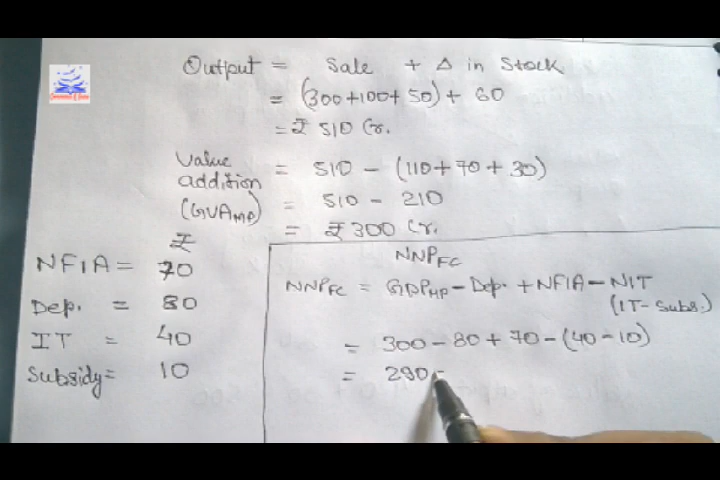 Output = Sale + Δ in Stock
= (300+100+50) + 60
= ₹ 510 Cr.
Value addition (GVAMP) = 510 - (110+70+30)
= 510 - 210
= ₹ 300 Cr.
₹
NFIA = 70
Dep. = 80
IT = 40
Subsidy = 10
NNPFC
NNPFC = GDPMP - Dep. + NFIA - NIT
(IT - Subs.)
= 300 - 80 + 70 - (40 - 10)
= 290 -